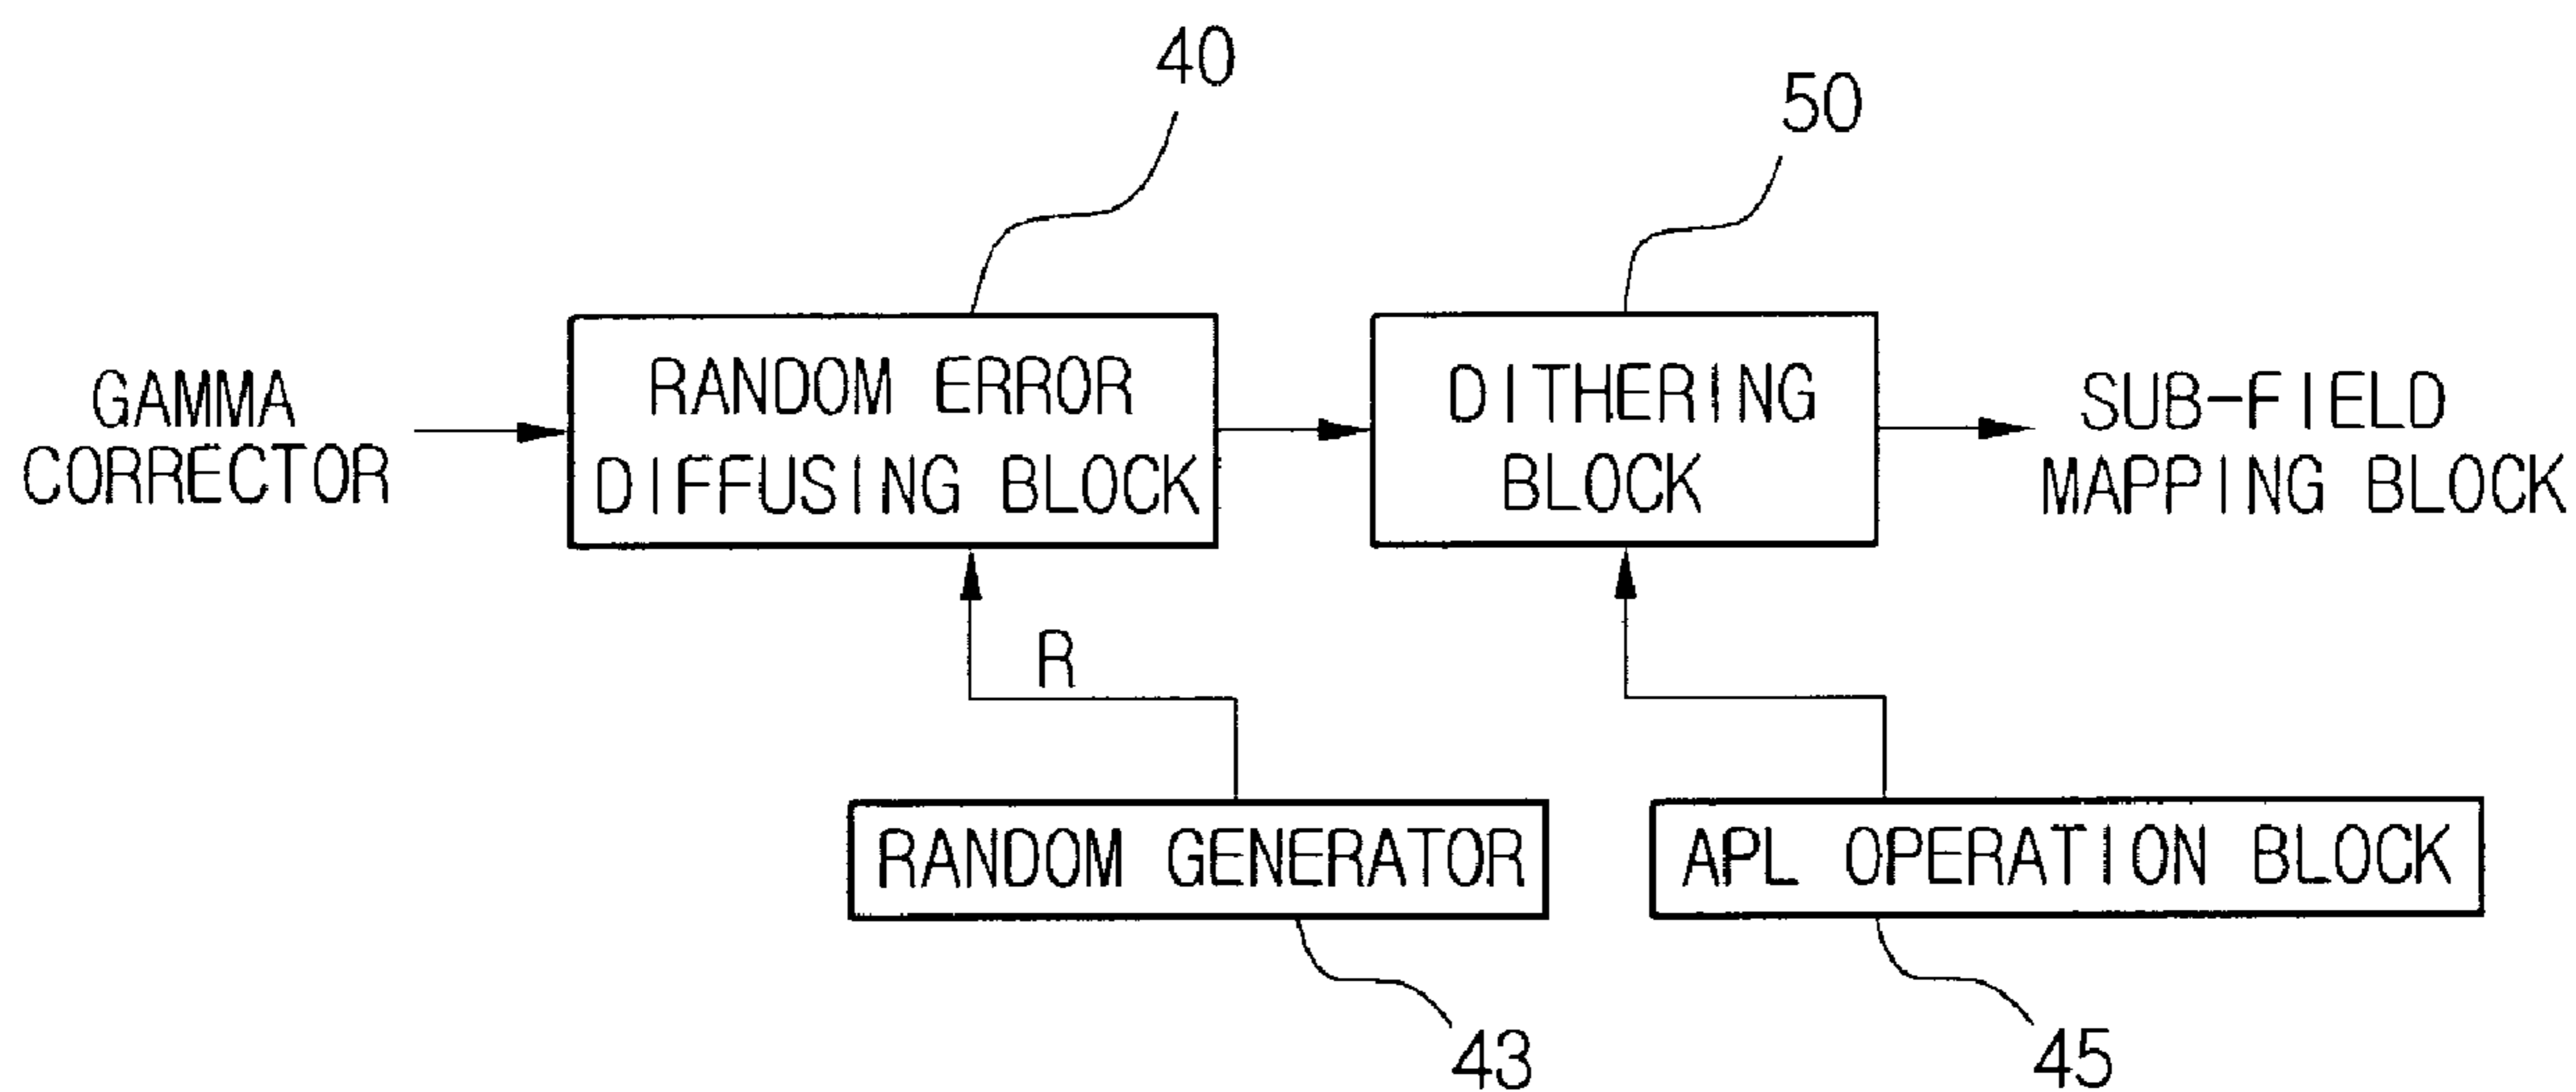 40
50
GAMMA
CORRECTOR
RANDOM ERROR
DIFFUSING BLOCK
DITHERING
BLOCK
SUB-FIELD
MAPPING BLOCK
R
RANDOM GENERATOR
APL OPERATION BLOCK
43
45